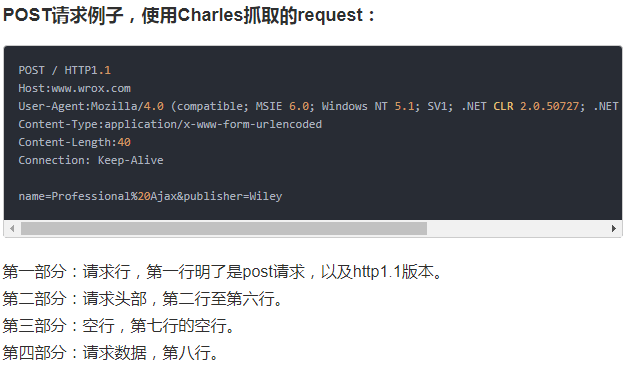 POST请求例子，使用Charles抓取的request：
POST / HTTP1.1
Host:www.wrox.com
User-Agent:Mozilla/4.0 (compatible; MSIE 6.0; Windows NT 5.1; SV1; .NET CLR 2.0.50727; .NET
Content-Type:application/x-www-form-urlencoded
Content-Length:40
Connection: Keep-Alive
name=Professional%20Ajax&publisher=Wiley
第一部分：请求行，第一行明了是post请求，以及http1.1版本。
第二部分：请求头部，第二行至第六行。
第三部分：空行，第七行的空行。
第四部分：请求数据，第八行。